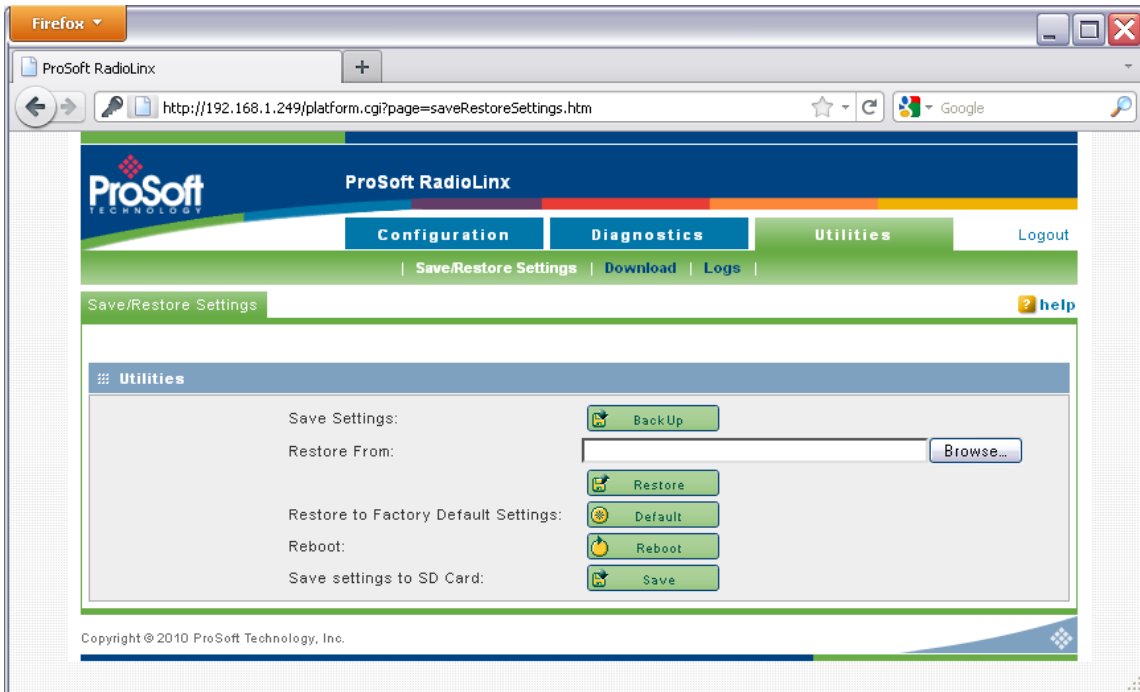 Firefox
ProSoft RadioLinx
http://192.168.1.249/platform.cgi?page=saveRestoreSettings.htm
Google
ProSoft
TECHNOLOGY
ProSoft RadioLinx
Configuration Diagnostics Utilities Logout
| Save/Restore Settings | Download | Logs |
Save/Restore Settings
? help
Utilities
Save Settings: BackUp
Restore From: Browse...
Restore
Restore to Factory Default Settings: Default
Reboot: Reboot
Save settings to SD Card: Save
Copyright © 2010 ProSoft Technology, Inc.